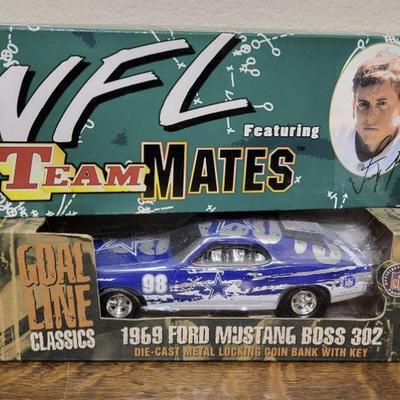 NFL
Featuring
TEAM MATES™
GOAL
LINE
CLASSICS
98
1969 FORD MUSTANG BOSS 302
DIE-CAST METAL LOCKING COIN BANK WITH KEY